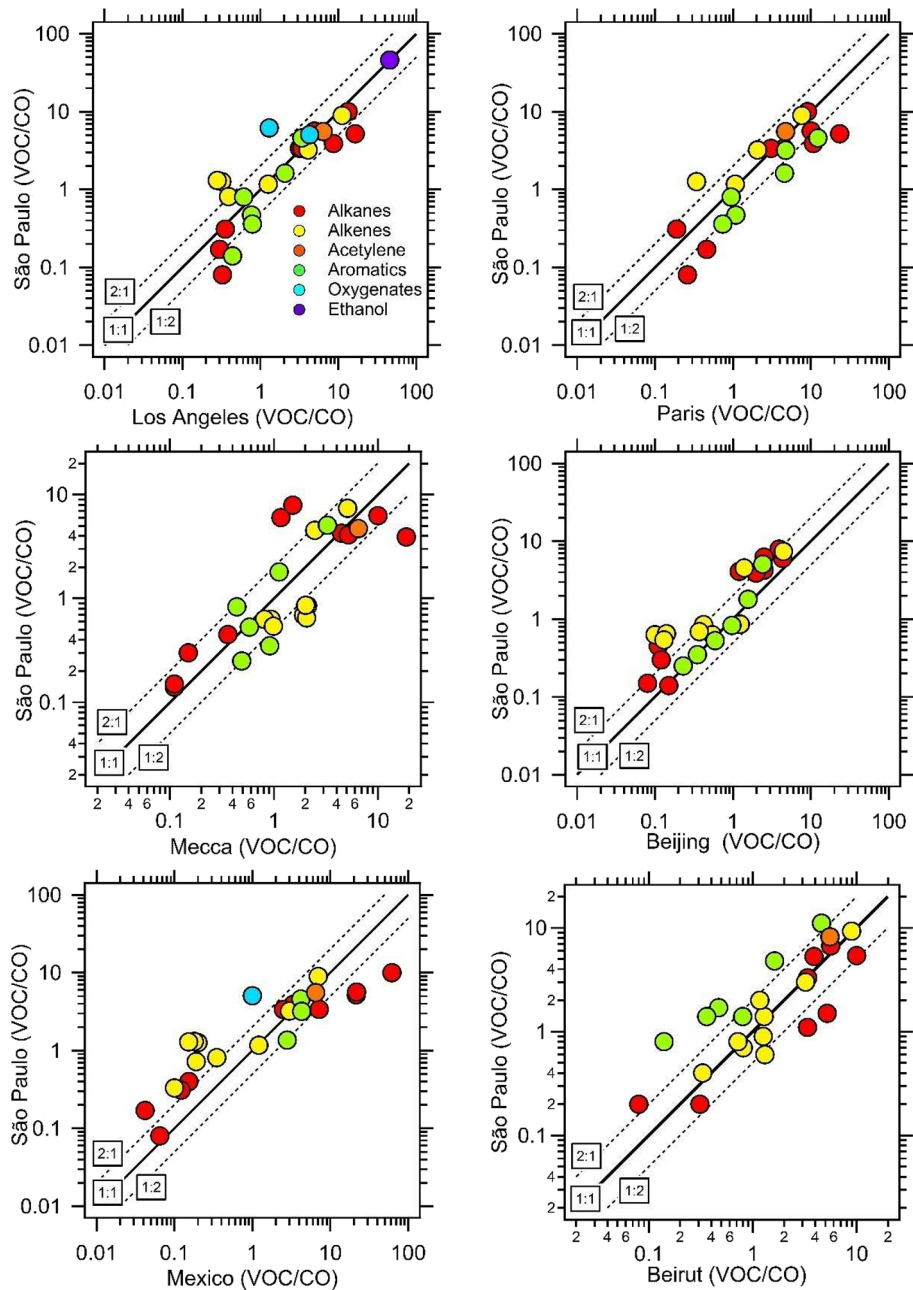 100
10
1
0.1
0.01
São Paulo (VOC/CO)
Alkanes
Alkenes
Acetylene
Aromatics
Oxygenates
Ethanol
2:1
1:1
1:2
0.01 0.1 1 10 100
Los Angeles (VOC/CO)
100
10
1
0.1
0.01
São Paulo (VOC/CO)
2:1
1:1
1:2
0.01 0.1 1 10 100
Paris (VOC/CO)
2
10
6
4
2
1
6
4
2
0.1
6
4
2
São Paulo (VOC/CO)
2:1
1:1
1:2
2 4 6 2 4 6 2 4 6 2
0.1 1 10
Mecca (VOC/CO)
100
10
1
0.1
0.01
São Paulo (VOC/CO)
2:1
1:1
1:2
0.01 0.1 1 10 100
Beijing (VOC/CO)
100
10
1
0.1
0.01
São Paulo (VOC/CO)
2:1
1:1
1:2
0.01 0.1 1 10 100
Mexico (VOC/CO)
2
10
6
4
2
1
6
4
2
0.1
6
4
2
São Paulo (VOC/CO)
2:1
1:1
1:2
2 4 6 2 4 6 2 4 6 2
0.1 1 10
Beirut (VOC/CO)